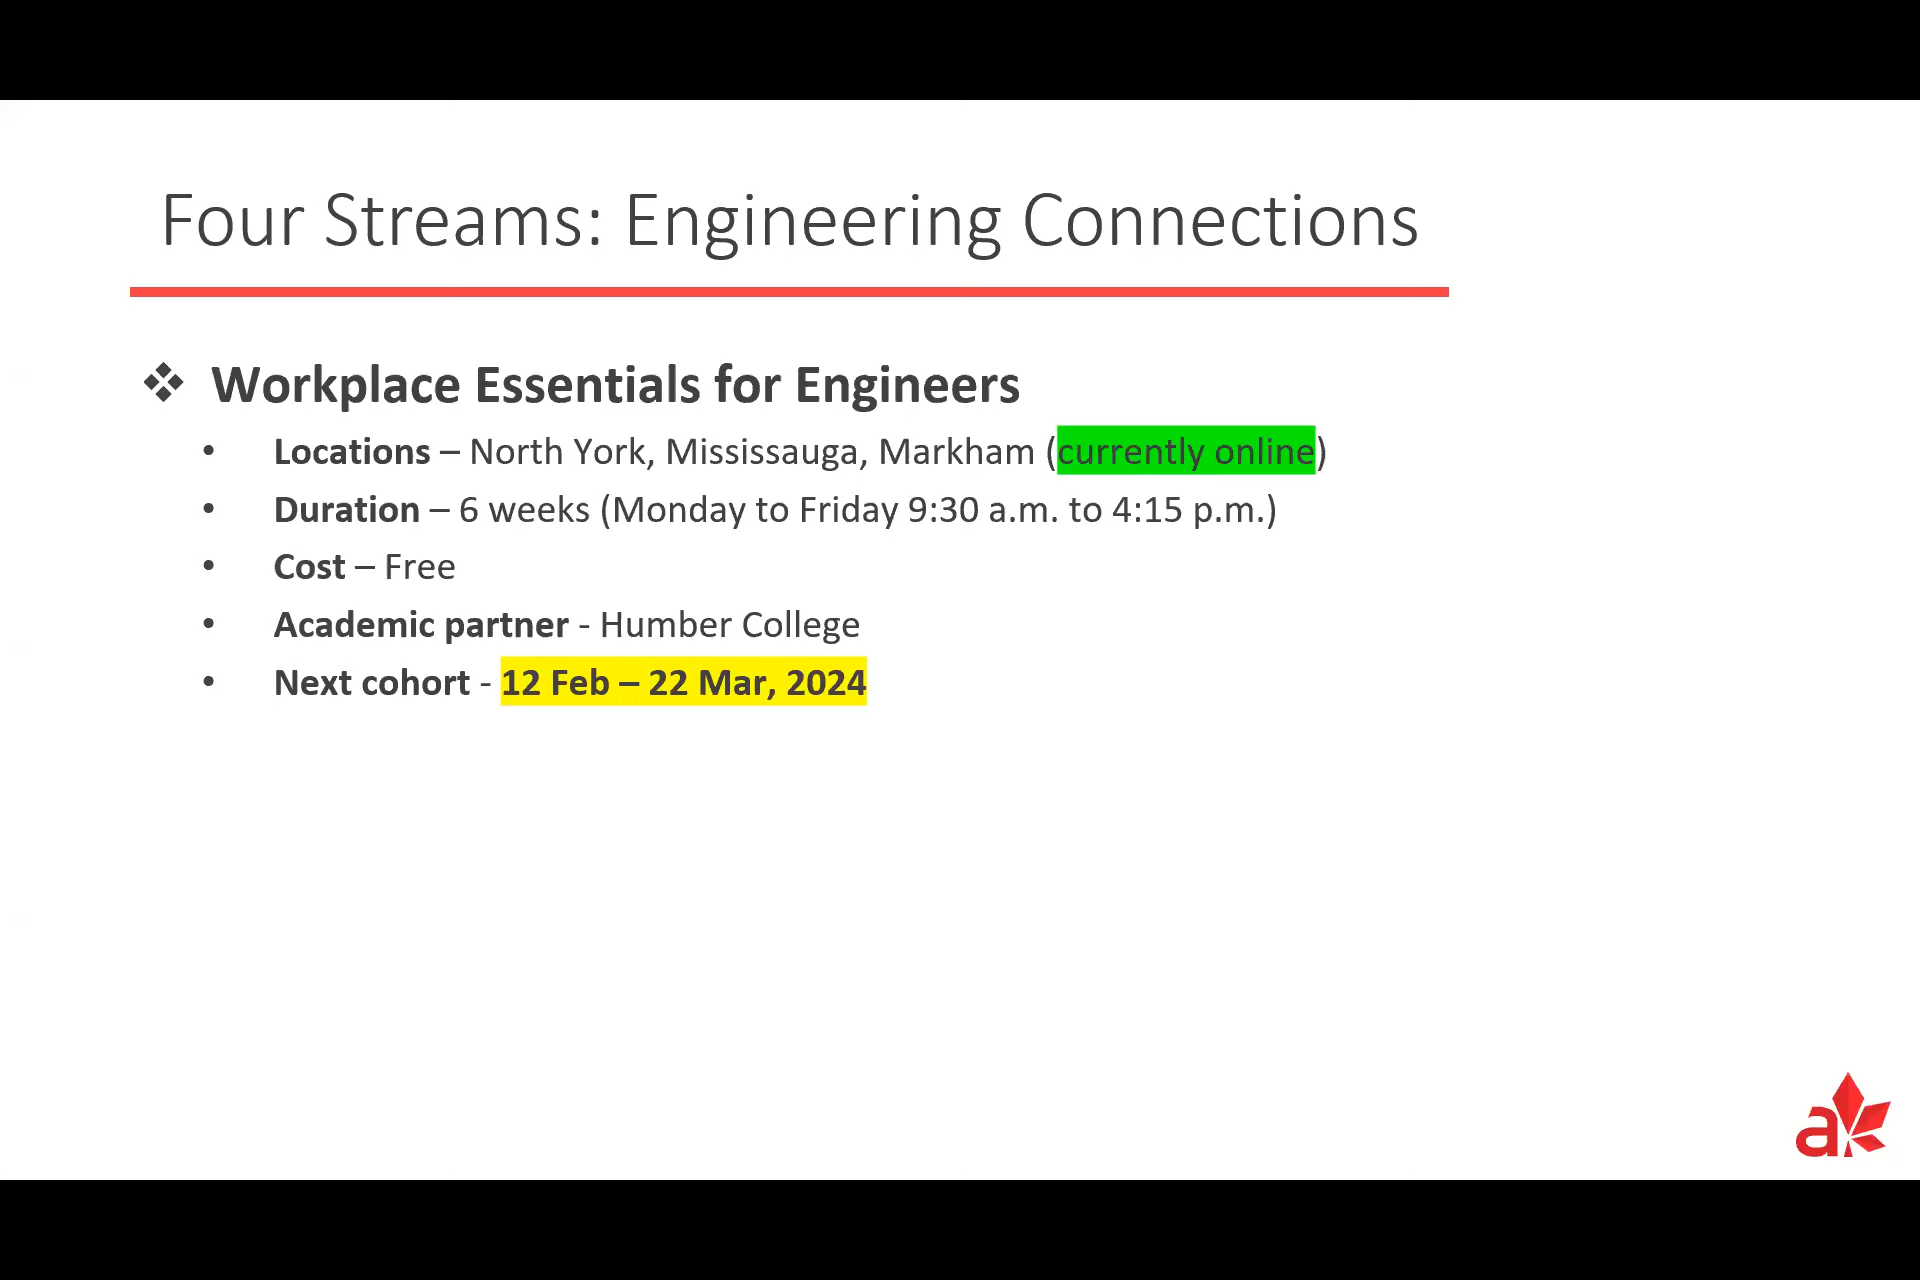 Four Streams: Engineering Connections
❖ Workplace Essentials for Engineers
• Locations – North York, Mississauga, Markham (currently online)
• Duration – 6 weeks (Monday to Friday 9:30 a.m. to 4:15 p.m.)
• Cost – Free
• Academic partner - Humber College
• Next cohort - 12 Feb – 22 Mar, 2024
a